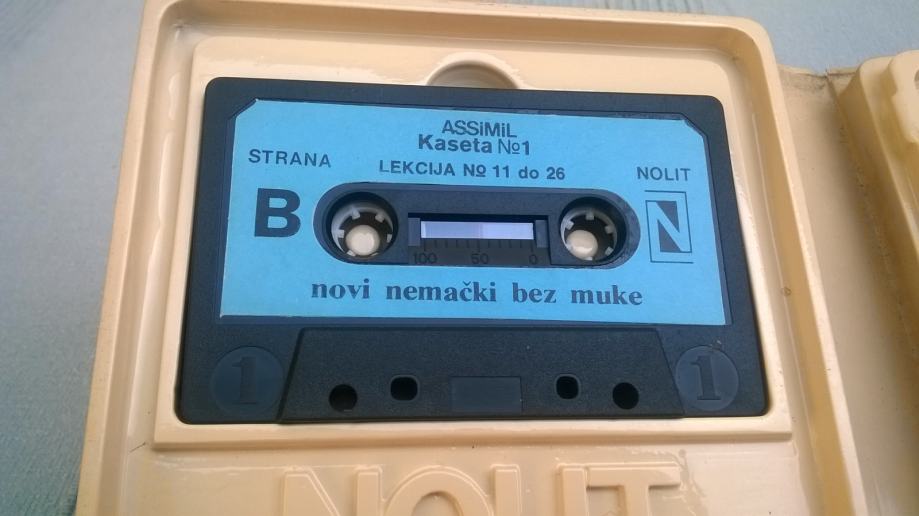 ASSiMiL
Kaseta №1
STRANA
LEKCIJA № 11 do 26
NOLIT
B
N
100 50 0
novi nemački bez muke
1 1
NOLIT